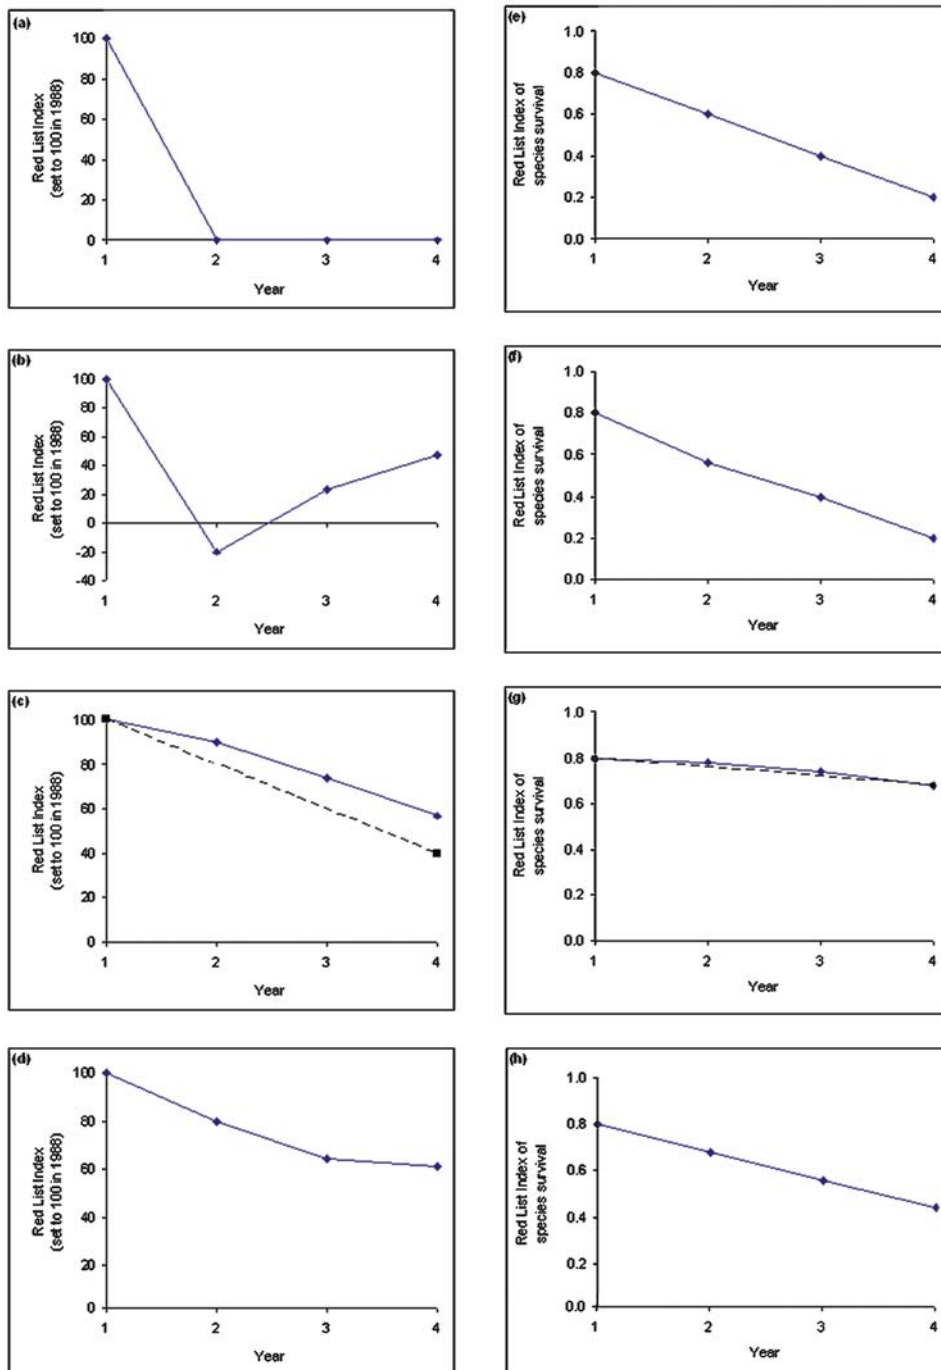 (a)
Red List Index
(set to 100 in 1988)
100
80
60
40
20
0
1 2 3 4
Year
(e)
Red List Index of
species survival
1.0
0.8
0.6
0.4
0.2
0.0
1 2 3 4
Year
(b)
Red List Index
(set to 100 in 1988)
100
80
60
40
20
0
-20
-40
1 2 3 4
Year
(f)
Red List Index of
species survival
1.0
0.8
0.6
0.4
0.2
0.0
1 2 3 4
Year
(c)
Red List Index
(set to 100 in 1988)
100
80
60
40
20
0
1 2 3 4
Year
(g)
Red List Index of
species survival
1.0
0.8
0.6
0.4
0.2
0.0
1 2 3 4
Year
(d)
Red List Index
(set to 100 in 1988)
100
80
60
40
20
0
1 2 3 4
Year
(h)
Red List Index of
species survival
1.0
0.8
0.6
0.4
0.2
0.0
1 2 3 4
Year